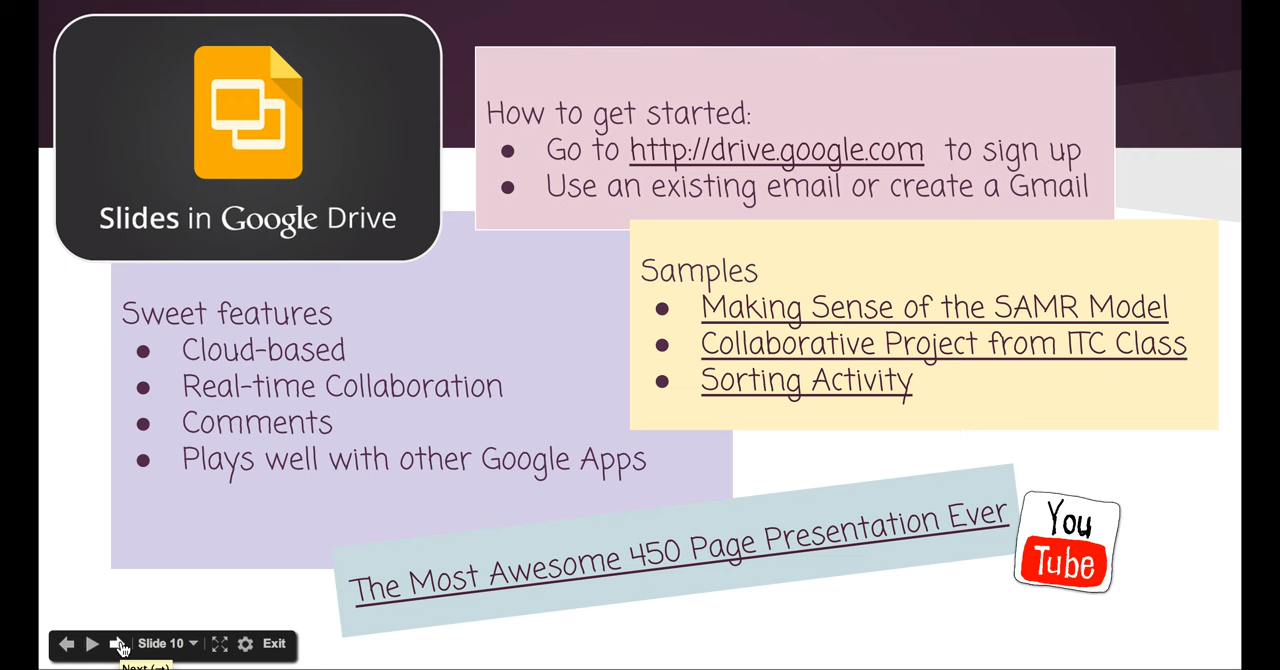 Slides in Google Drive
How to get started:
● Go to http://drive.google.com to sign up
● Use an existing email or create a Gmail
Samples
● Making Sense of the SAMR Model
● Collaborative Project from ITC Class
● Sorting Activity
Sweet features
● Cloud-based
● Real-time Collaboration
● Comments
● Plays well with other Google Apps
The Most Awesome 450 Page Presentation Ever
You
Tube
Slide 10
Exit
Next (→)